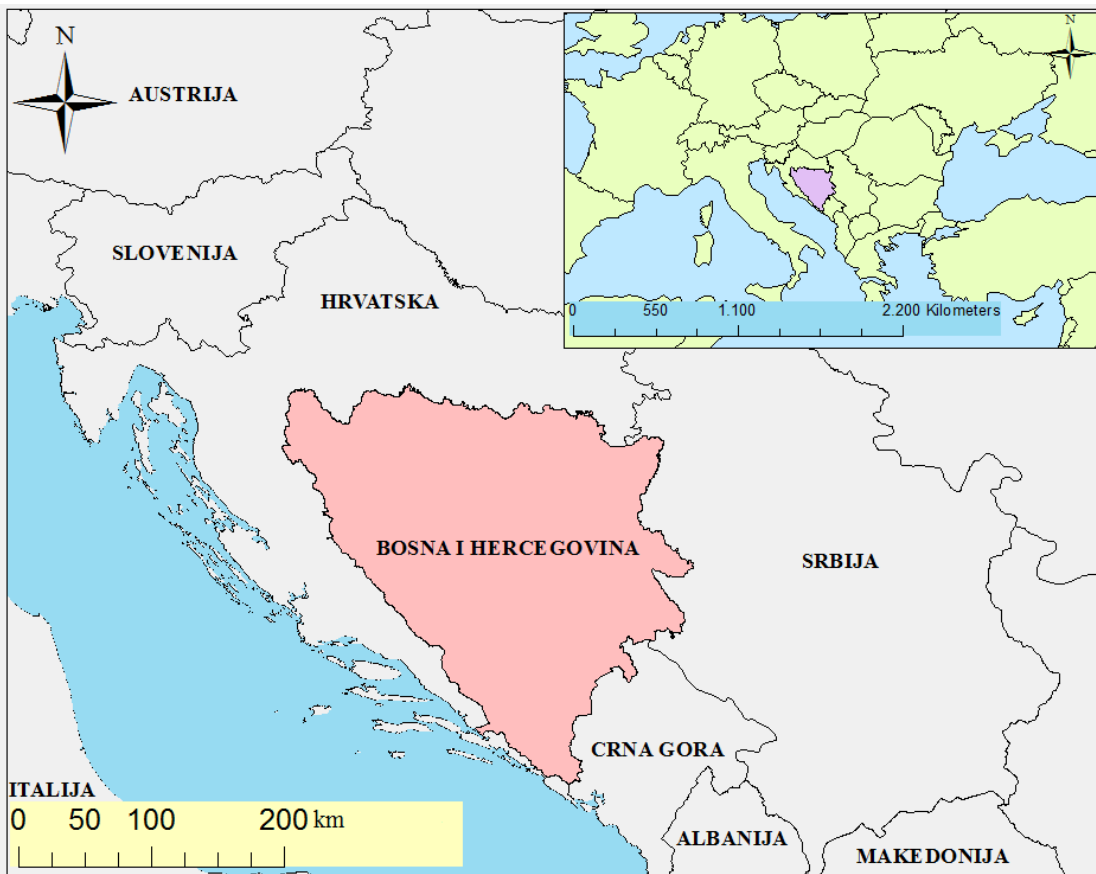 N
AUSTRIJA
N
SLOVENIJA
HRVATSKA
0 550 1.100 2.200 Kilometers
BOSNA I HERCEGOVINA
SRBIJA
CRNA GORA
ITALIJA
0 50 100 200 km
ALBANIJA
MAKEDONIJA